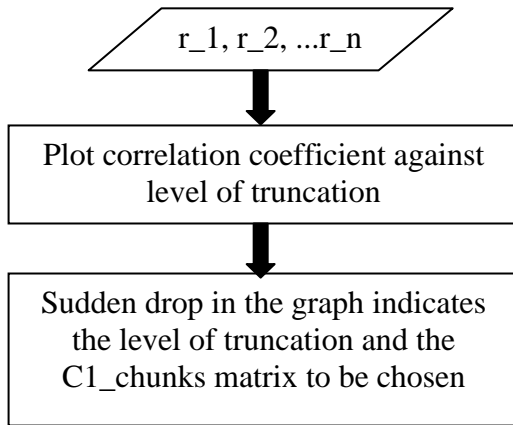 r_1, r_2, ...r_n
Plot correlation coefficient against
level of truncation
Sudden drop in the graph indicates
the level of truncation and the
C1_chunks matrix to be chosen